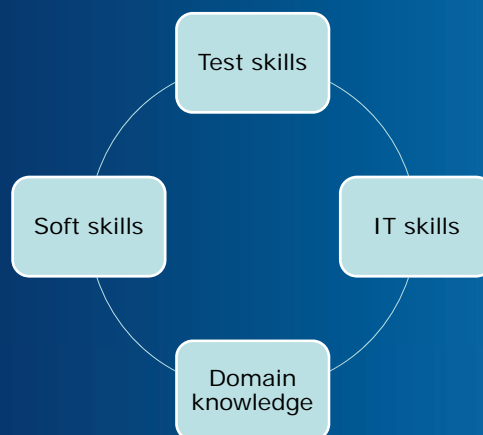 Test skills
Soft skills
IT skills
Domain
knowledge